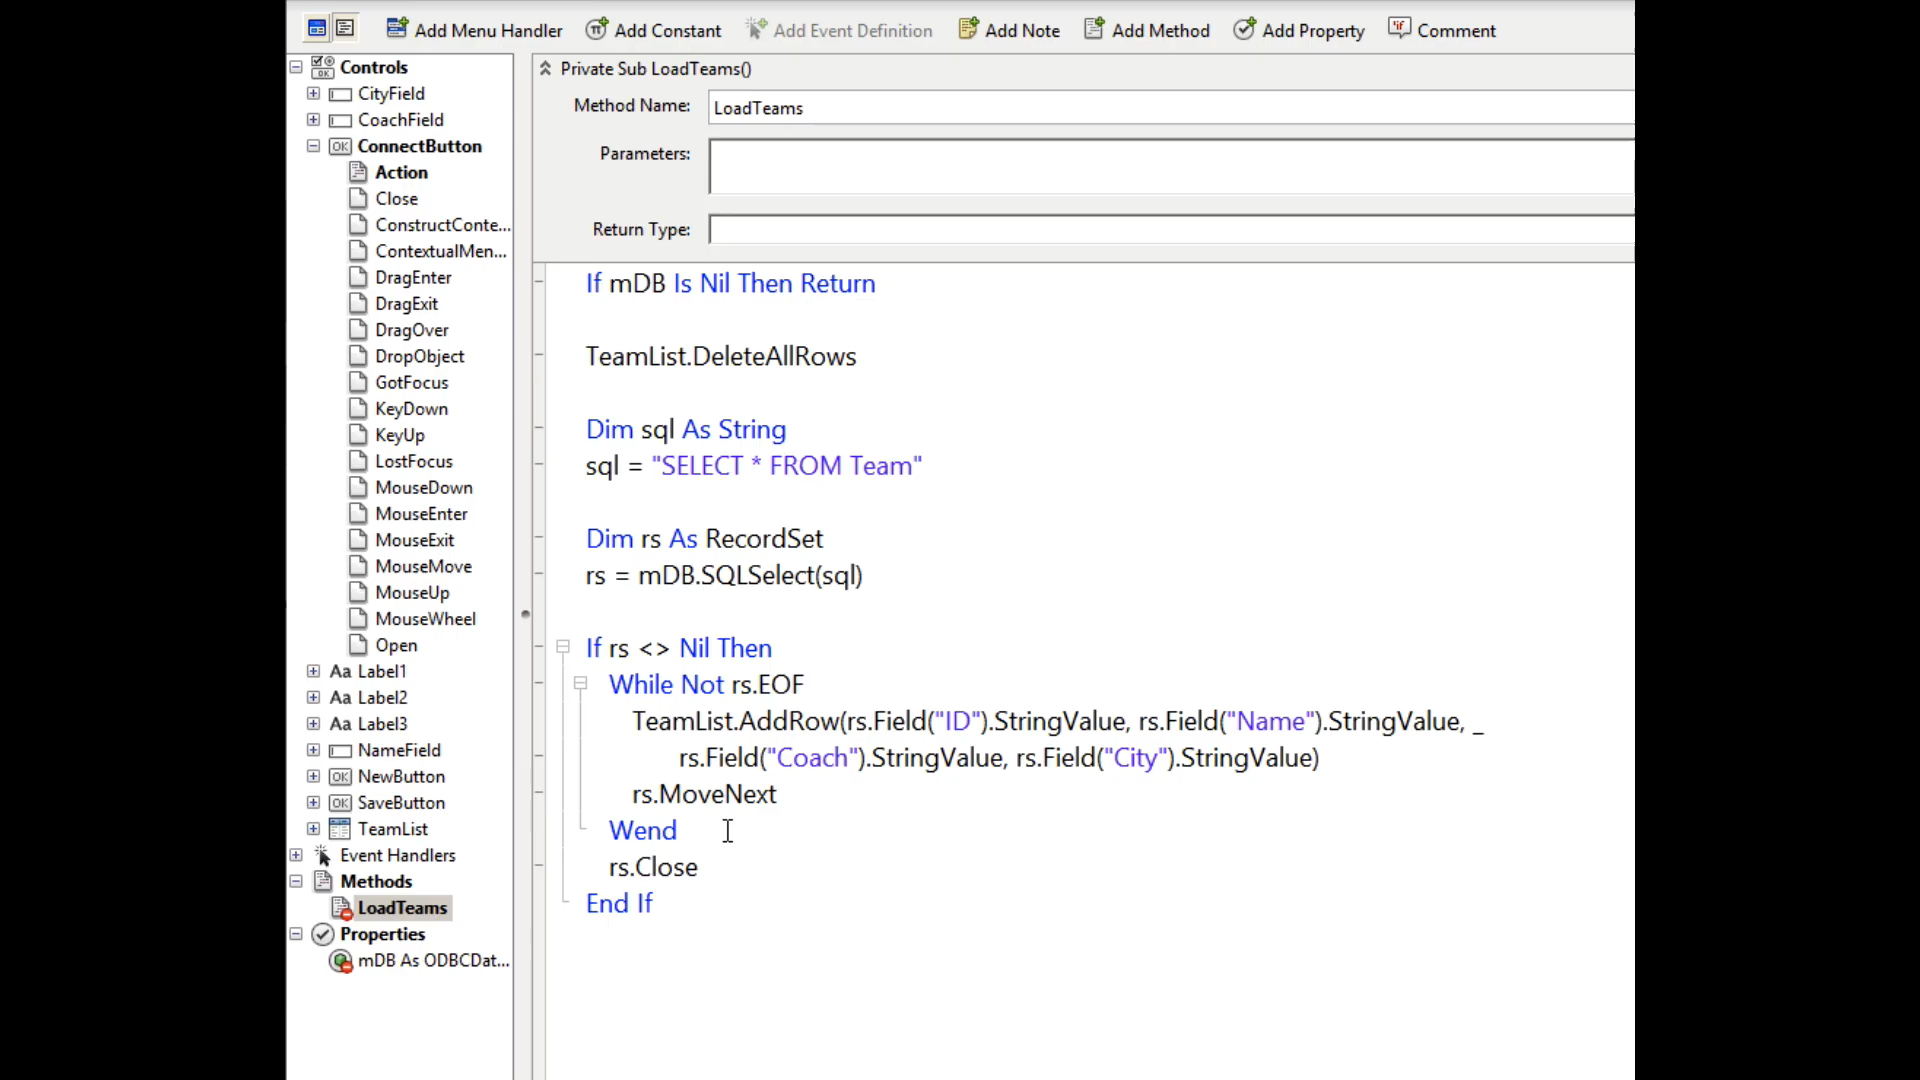 Add Menu Handler Add Constant Add Event Definition Add Note Add Method Add Property Comment
Controls
CityField
CoachField
OK ConnectButton
Action
Close
ConstructConte...
ContextualMen...
DragEnter
DragExit
DragOver
DropObject
GotFocus
KeyDown
KeyUp
LostFocus
MouseDown
MouseEnter
MouseExit
MouseMove
MouseUp
MouseWheel
Open
Aa Label1
Aa Label2
Aa Label3
NameField
OK NewButton
OK SaveButton
TeamList
Event Handlers
Methods
LoadTeams
Properties
mDB As ODBCDat...
Private Sub LoadTeams()
Method Name: LoadTeams
Parameters:
Return Type:
If mDB Is Nil Then Return
TeamList.DeleteAllRows
Dim sql As String
sql = "SELECT * FROM Team"
Dim rs As RecordSet
rs = mDB.SQLSelect(sql)
If rs <> Nil Then
While Not rs.EOF
TeamList.AddRow(rs.Field("ID").StringValue, rs.Field("Name").StringValue, _
rs.Field("Coach").StringValue, rs.Field("City").StringValue)
rs.MoveNext
Wend
rs.Close
End If